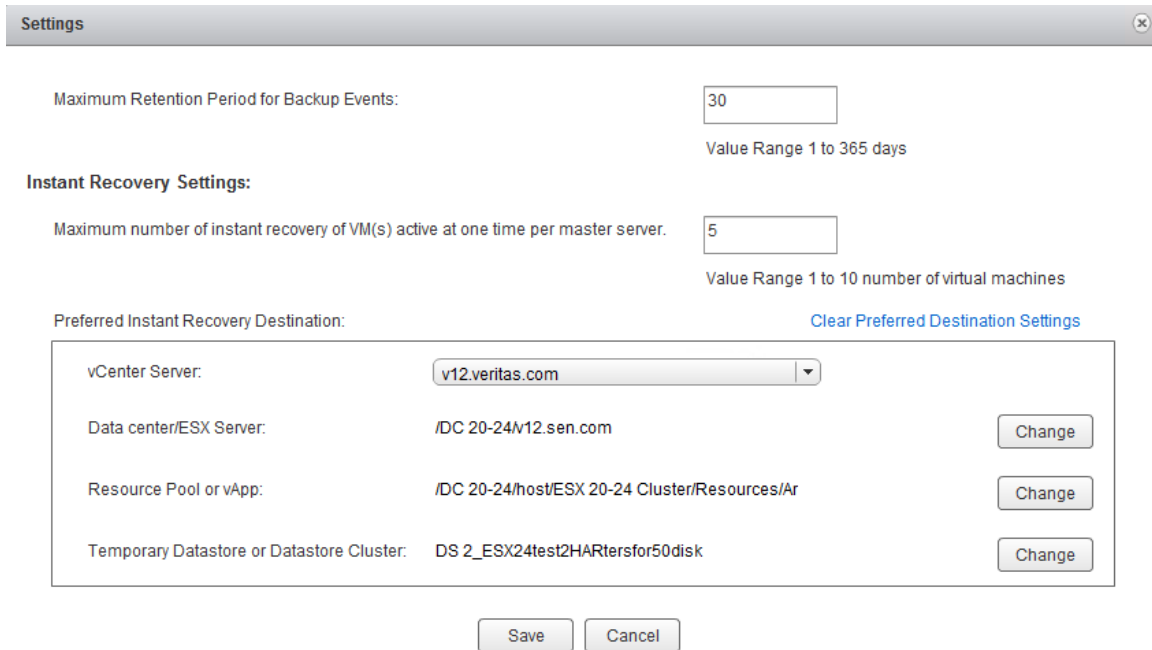 Settings
Maximum Retention Period for Backup Events:
30
Value Range 1 to 365 days
Instant Recovery Settings:
Maximum number of instant recovery of VM(s) active at one time per master server.
5
Value Range 1 to 10 number of virtual machines
Preferred Instant Recovery Destination:
Clear Preferred Destination Settings
vCenter Server:
v12.veritas.com
Data center/ESX Server:
/DC 20-24/v12.sen.com
Change
Resource Pool or vApp:
/DC 20-24/host/ESX 20-24 Cluster/Resources/Ar
Change
Temporary Datastore or Datastore Cluster:
DS 2_ESX24test2HARtersfor50disk
Change
Save
Cancel